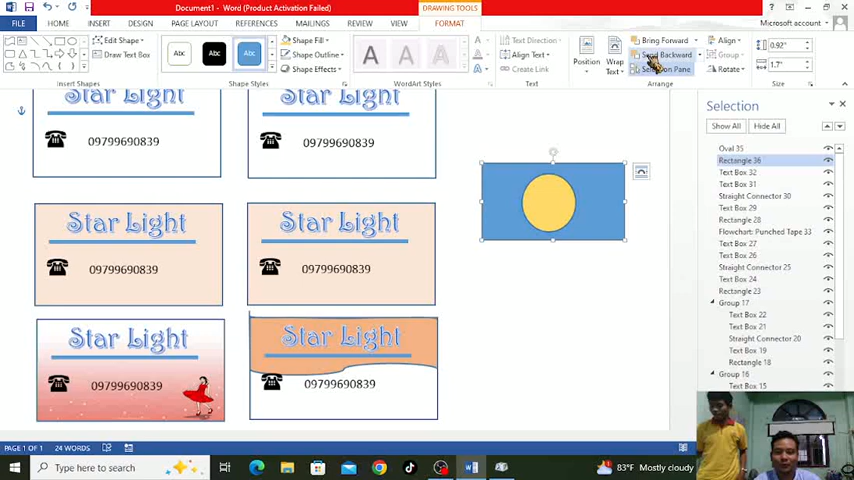 Document1 - Word (Product Activation Failed)
DRAWING TOOLS
FILE HOME INSERT DESIGN PAGE LAYOUT REFERENCES MAILINGS REVIEW VIEW FORMAT
Microsoft account
Edit Shape
Draw Text Box
Insert Shapes
Abc Abc Abc
Shape Fill
Shape Outline
Shape Effects
Shape Styles
A A A
WordArt Styles
Text Direction
Align Text
Create Link
Text
Position
Wrap
Text
Bring Forward
Send Backward
Selection Pane
Align
Group
Rotate
Arrange
0.92"
1.7"
Size
Star Light
09799690839
Star Light
09799690839
Star Light
09799690839
Star Light
09799690839
Star Light
09799690839
Star Light
09799690839
Selection
Show All Hide All
Oval 35
Rectangle 36
Text Box 32
Text Box 31
Straight Connector 30
Text Box 29
Rectangle 28
Flowchart: Punched Tape 33
Text Box 27
Text Box 26
Straight Connector 25
Text Box 24
Rectangle 23
Group 17
Text Box 22
Text Box 21
Straight Connector 20
Text Box 19
Rectangle 18
Group 16
Text Box 15
PAGE 1 OF 1 24 WORDS
Type here to search
83°F Mostly cloudy